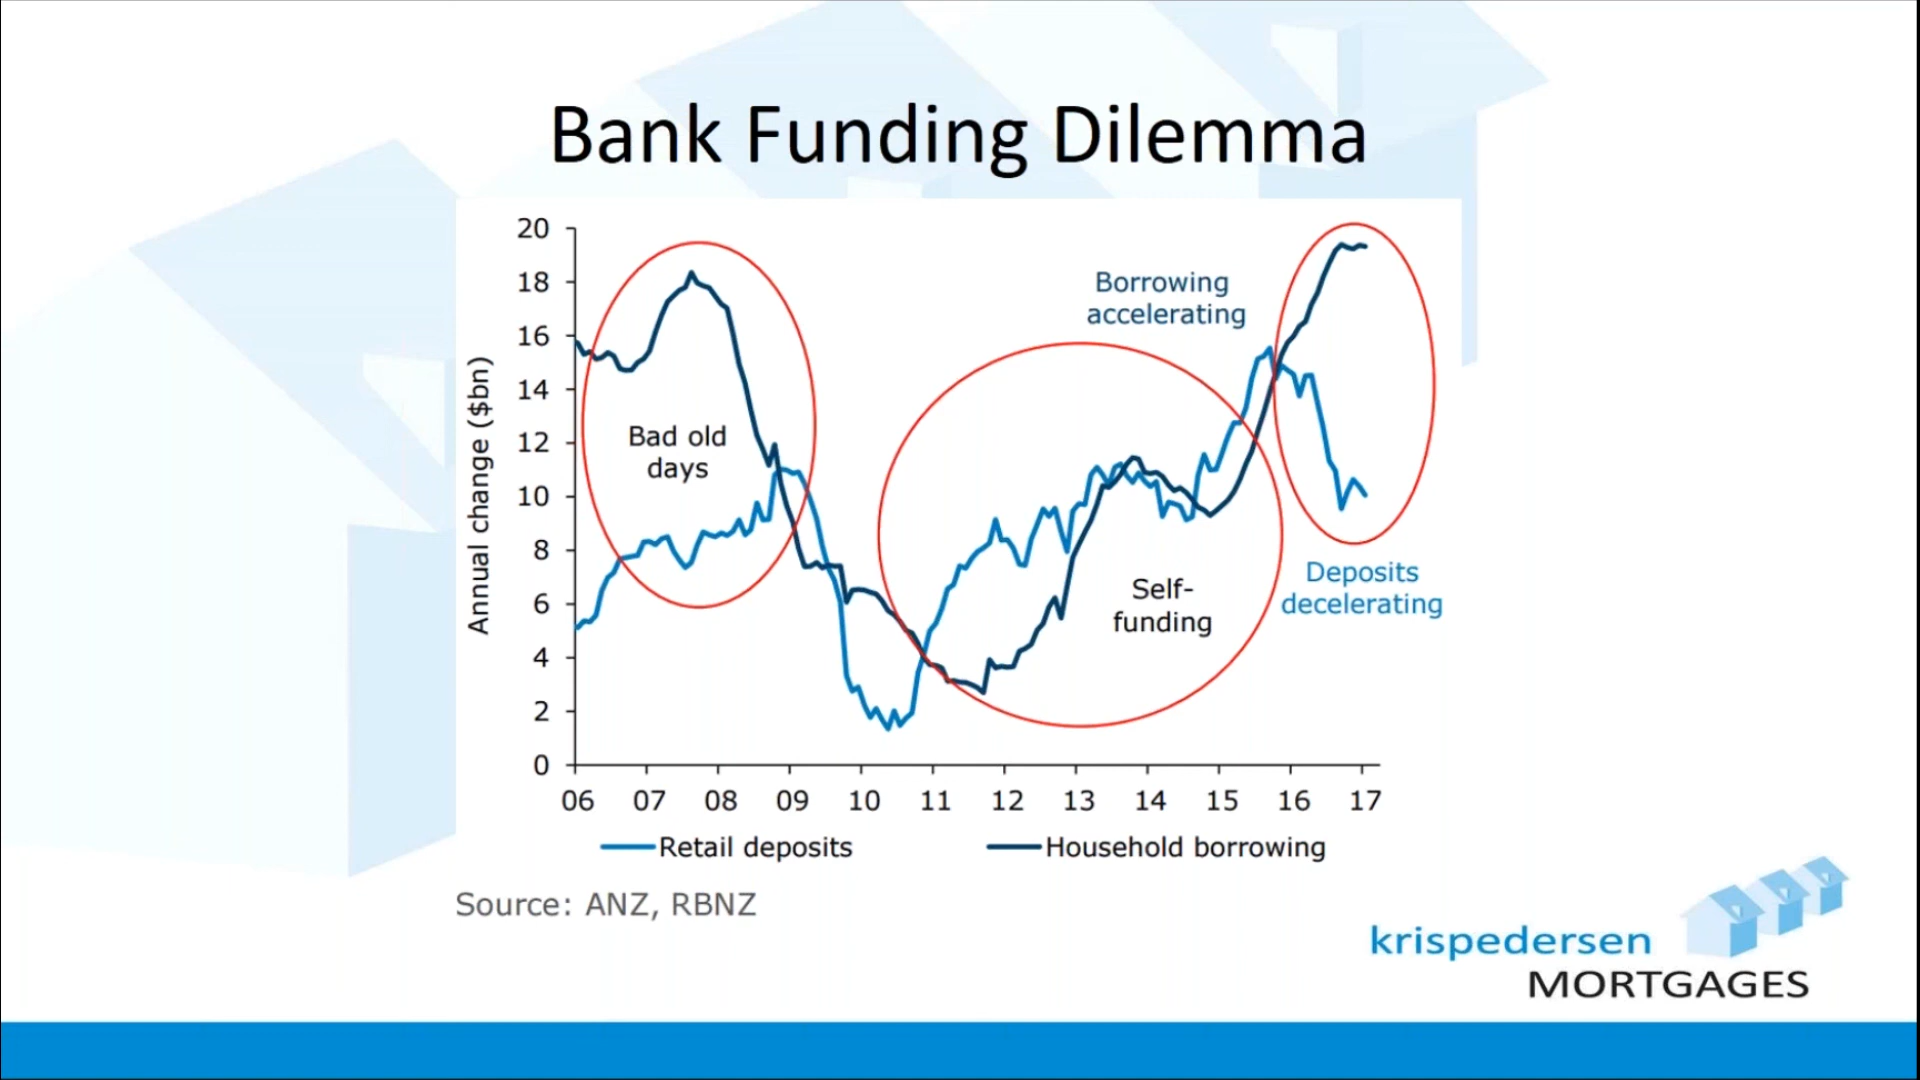 Bank Funding Dilemma
20
18
16
14
12
10
8
6
4
2
0
Annual change ($bn)
Bad old
days
Borrowing
accelerating
Self-
funding
Deposits
decelerating
06 07 08 09 10 11 12 13 14 15 16 17
Retail deposits Household borrowing
Source: ANZ, RBNZ
krispedersen
MORTGAGES